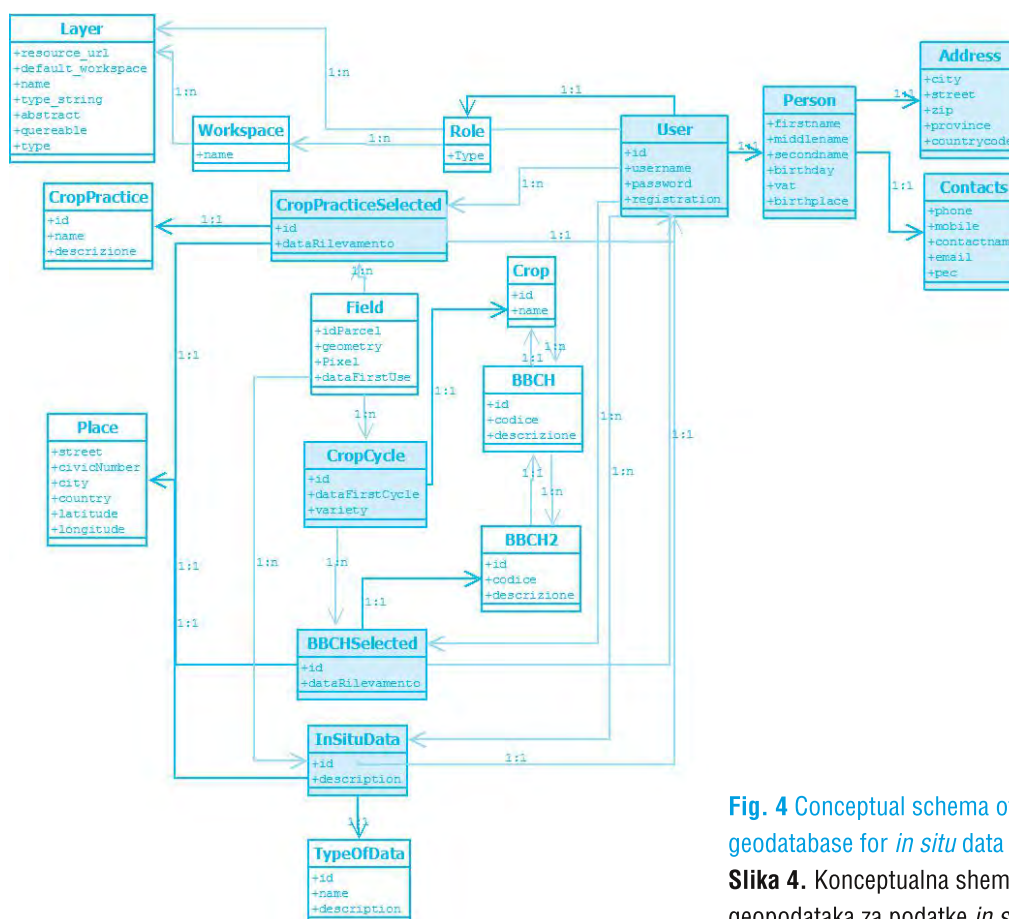 Layer
+resource_url
+default_workspace
+name
+type_string
+abstract
+quereable
+type
1:n
1:n
Workspace
+name
1:n
Role
+Type
1:1
User
+id
+username
+password
+registration
1:1
Person
+firstname
+middlename
+secondname
+birthday
+vat
+birthplace
1:1
Address
+city
+street
+zip
+province
+countrycode
1:1
Contacts
+phone
+mobile
+contactnam
+email
+pec
CropPractice
+id
+name
+descrizione
1:1
CropPracticeSelected
+id
+dataRilevamento
1:n
1:1
1:n
Field
+idParcel
+geometry
+Pixel
+dataFirstUse
1:1
Crop
+id
+name
1:1
1:n
1:1
BBCH
+id
+codice
+descrizione
1:n
1:n
1:1
1:n
Place
+street
+civicNumber
+city
+country
+latitude
+longitude
CropCycle
+id
+dataFirstCycle
+variety
1:1
1:n
BBCH2
+id
+codice
+descrizione
1:1
1:n
1:n
1:1
1:1
BBCHSelected
+id
+dataRilevamento
InSituData
+id
+description
1:1
1:1
TypeOfData
+id
+name
+description
Fig. 4 Conceptual schema o
geodatabase for in situ data
Slika 4. Konceptualna shem
geopodataka za podatke in s